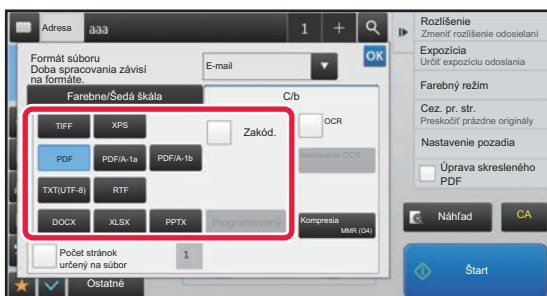 Adresa
aaa
1
Formát súboru
Doba spracovania závisí
na formáte.
E-mail
OK
Farebne/Šedá škála
C/b
TIFF
XPS
Zakód.
OCR
PDF
PDF/A-1a
PDF/A-1b
Nastavenie OCR
TXT(UTF-8)
RTF
DOCX
XLSX
PPTX
Programovaný
Kompresia
MMR (G4)
Počet stránok
určený na súbor
1
Ostatné
Rozlíšenie
Zmeniť rozlíšenie odosielaní
Expozícia
Určiť expozíciu odoslania
Farebný režim
Cez. pr. str.
Preskočiť prázdne originály
Nastavenie pozadia
Úprava skresleného
PDF
Náhľad
CA
Štart